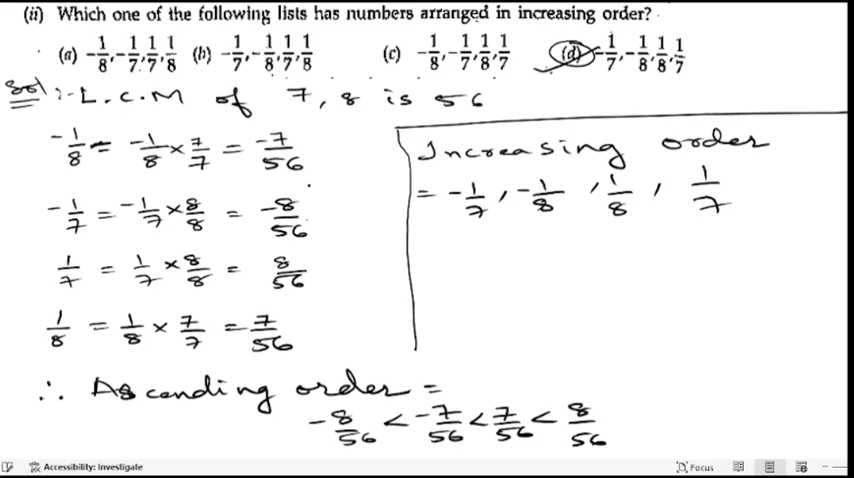 (ii) Which one of the following lists has numbers arranged in increasing order?
(a) -1/8, -1/7, 1/7, 1/8 (b) -1/7, -1/8, 1/7, 1/8 (c) -1/8, -1/7, 1/8, 1/7 (d) -1/7, -1/8, 1/8, 1/7
Sol :- L.C.M of 7, 8 is 56
-1/8 = -1/8 × 7/7 = -7/56
-1/7 = -1/7 × 8/8 = -8/56
1/7 = 1/7 × 8/8 = 8/56
1/8 = 1/8 × 7/7 = 7/56
Increasing order
= -1/7, -1/8, 1/8, 1/7
∴ Ascending order =
-8/56 < -7/56 < 7/56 < 8/56
Accessibility: Investigate
Focus